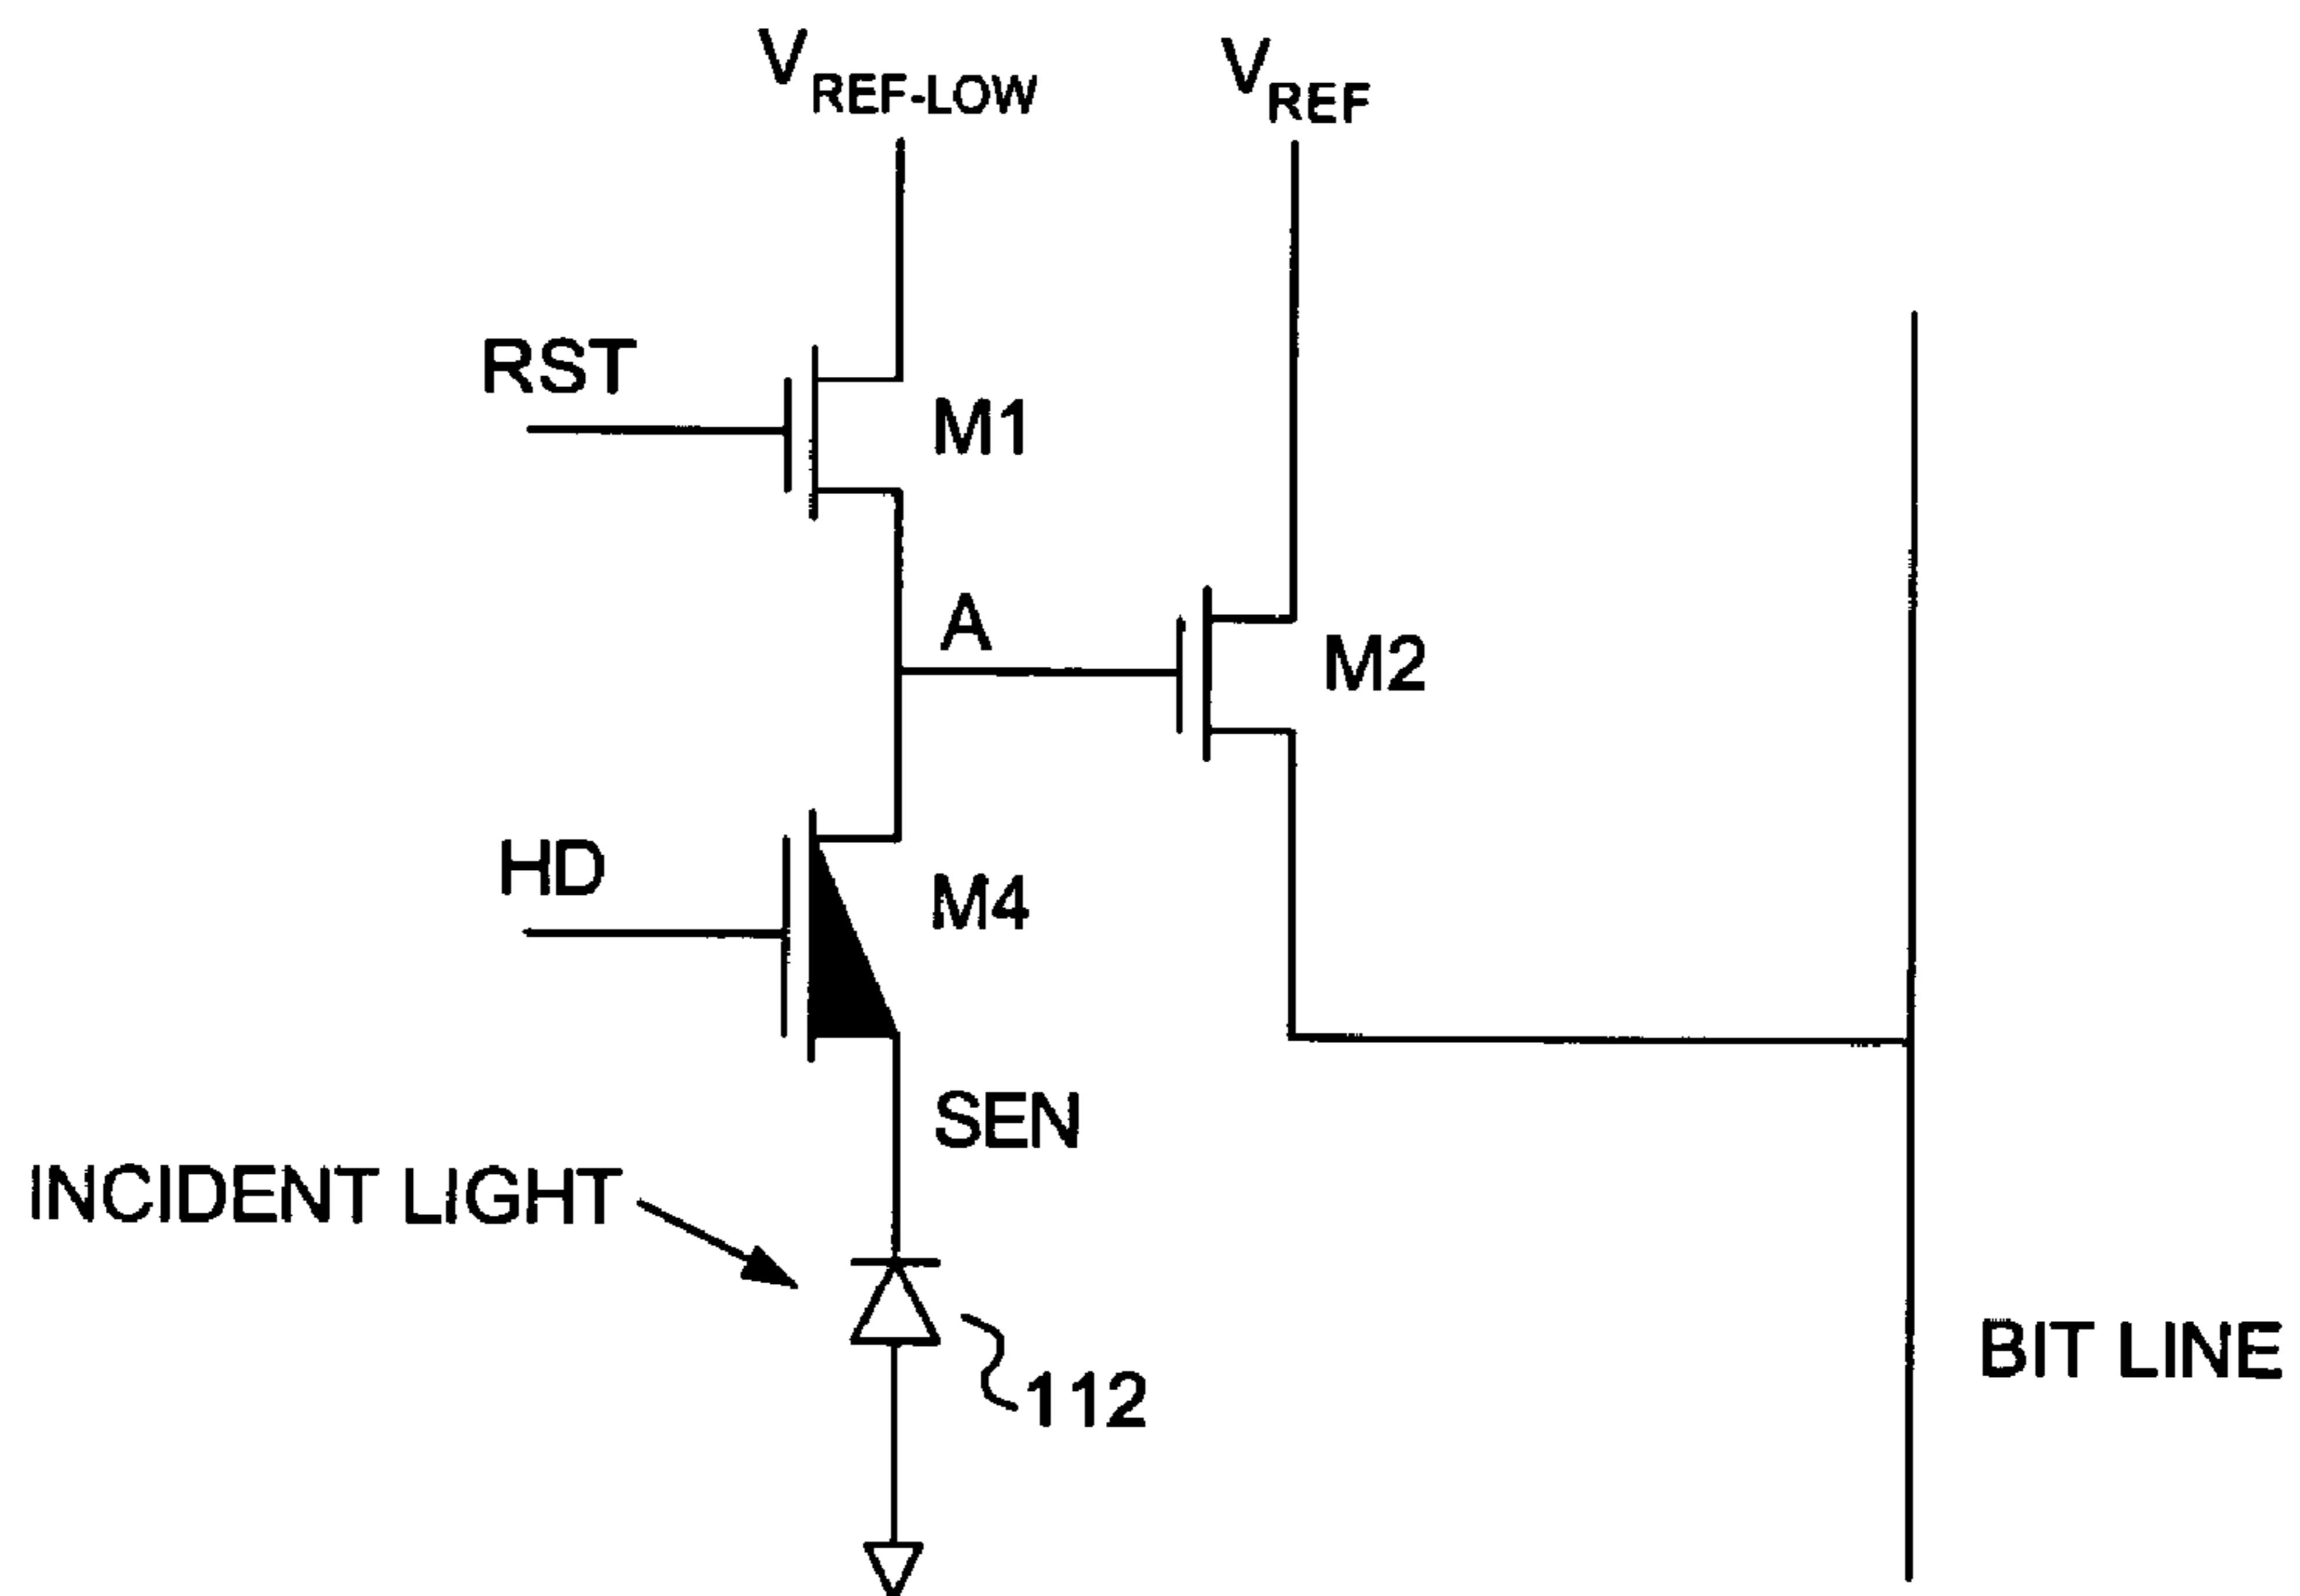 VREF-LOW
VREF
RST
M1
A
M2
HD
M4
SEN
INCIDENT LIGHT
112
BIT LINE